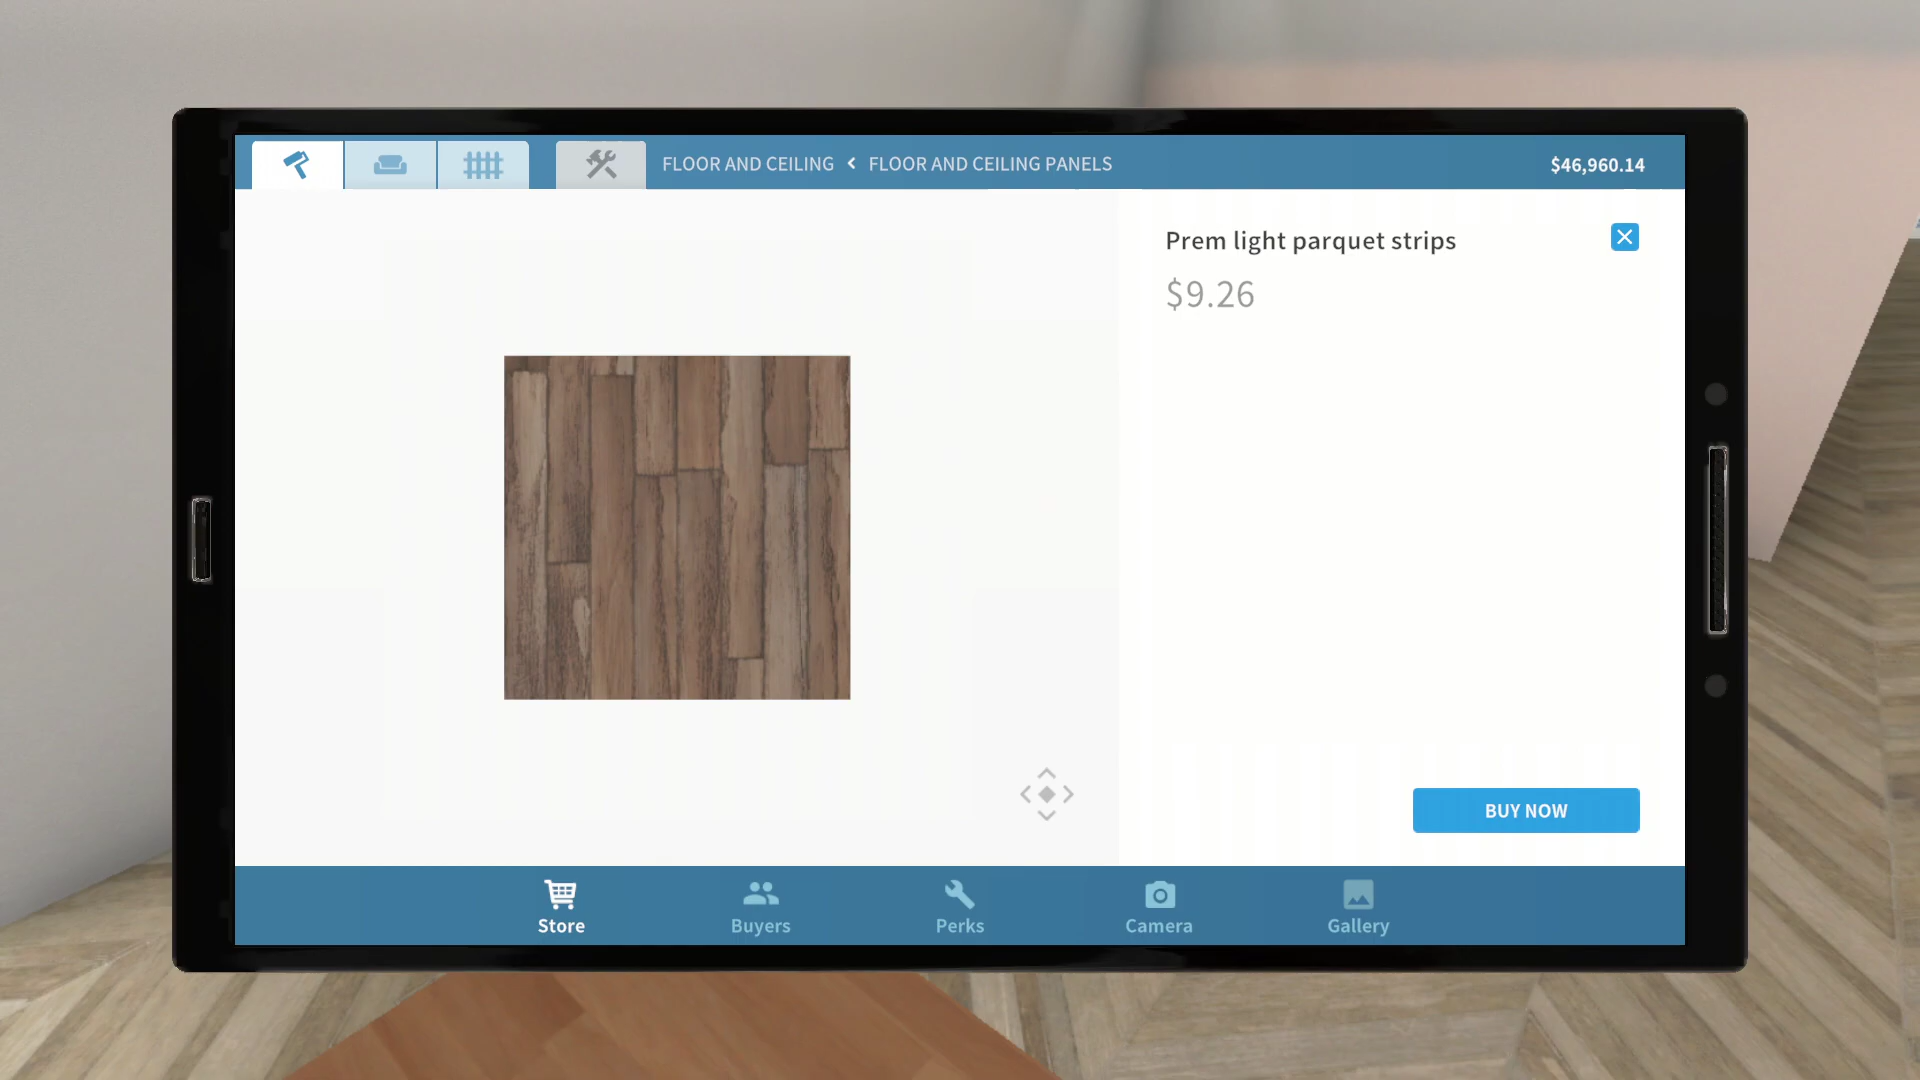 FLOOR AND CEILING < FLOOR AND CEILING PANELS
$46,960.14
Prem light parquet strips
$9.26
BUY NOW
Store
Buyers
Perks
Camera
Gallery